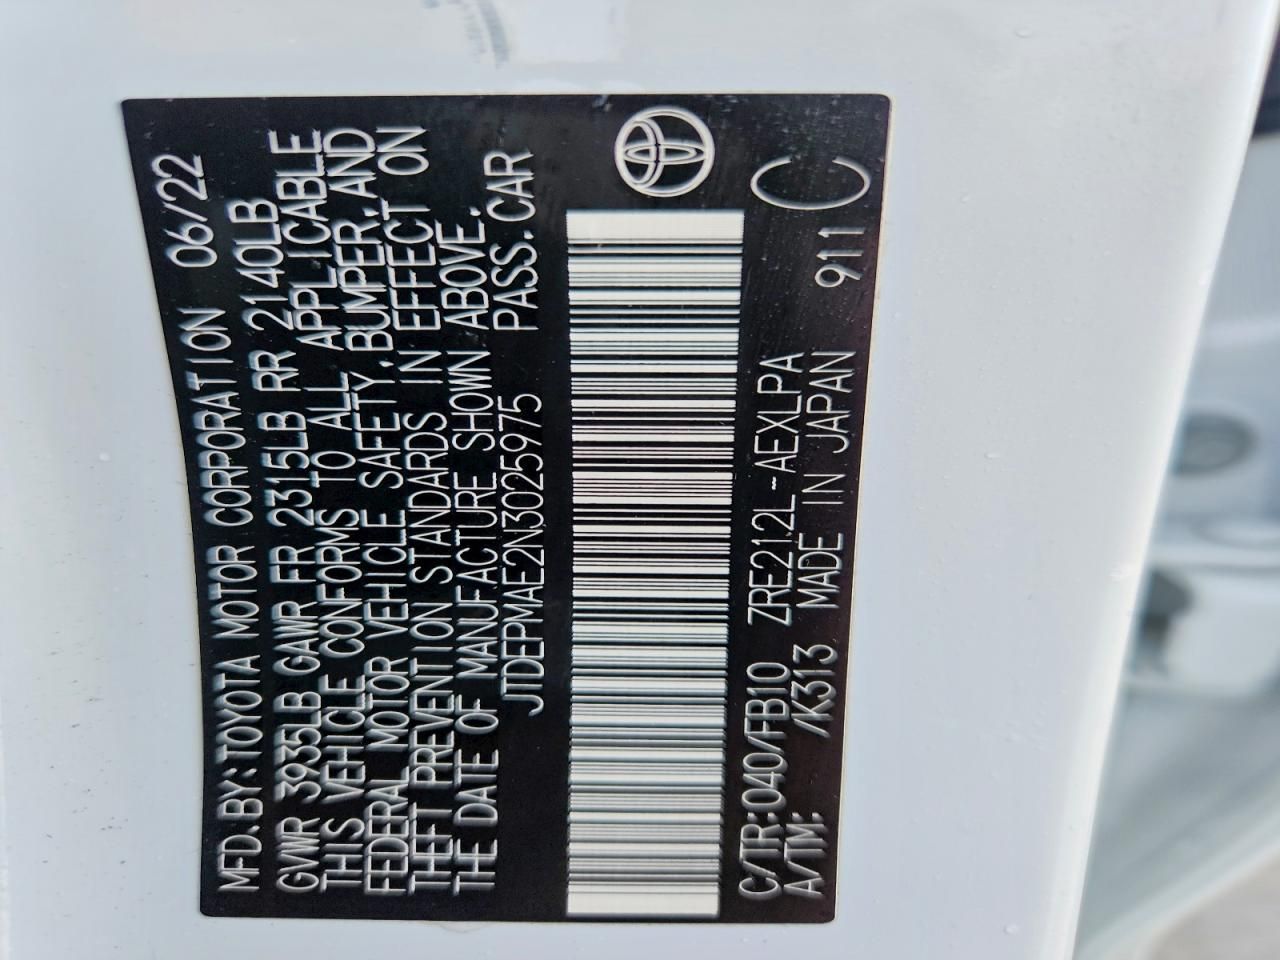 MFD.BY:TOYOTA MOTOR CORPORATION 06/22
GVWR 3935LB GAWR FR 2315LB RR 2140LB
THIS VEHICLE CONFORMS TO ALL APPLICABLE
FEDERAL MOTOR VEHICLE SAFETY,BUMPER,AND
THEFT PREVENTION STANDARDS IN EFFECT ON
THE DATE OF MANUFACTURE SHOWN ABOVE.
JTDEPMAE2N3025975 PASS.CAR
C/TR:040/FB10 ZRE212L-AEXLPA C
A/TM: /K313 MADE IN JAPAN 911